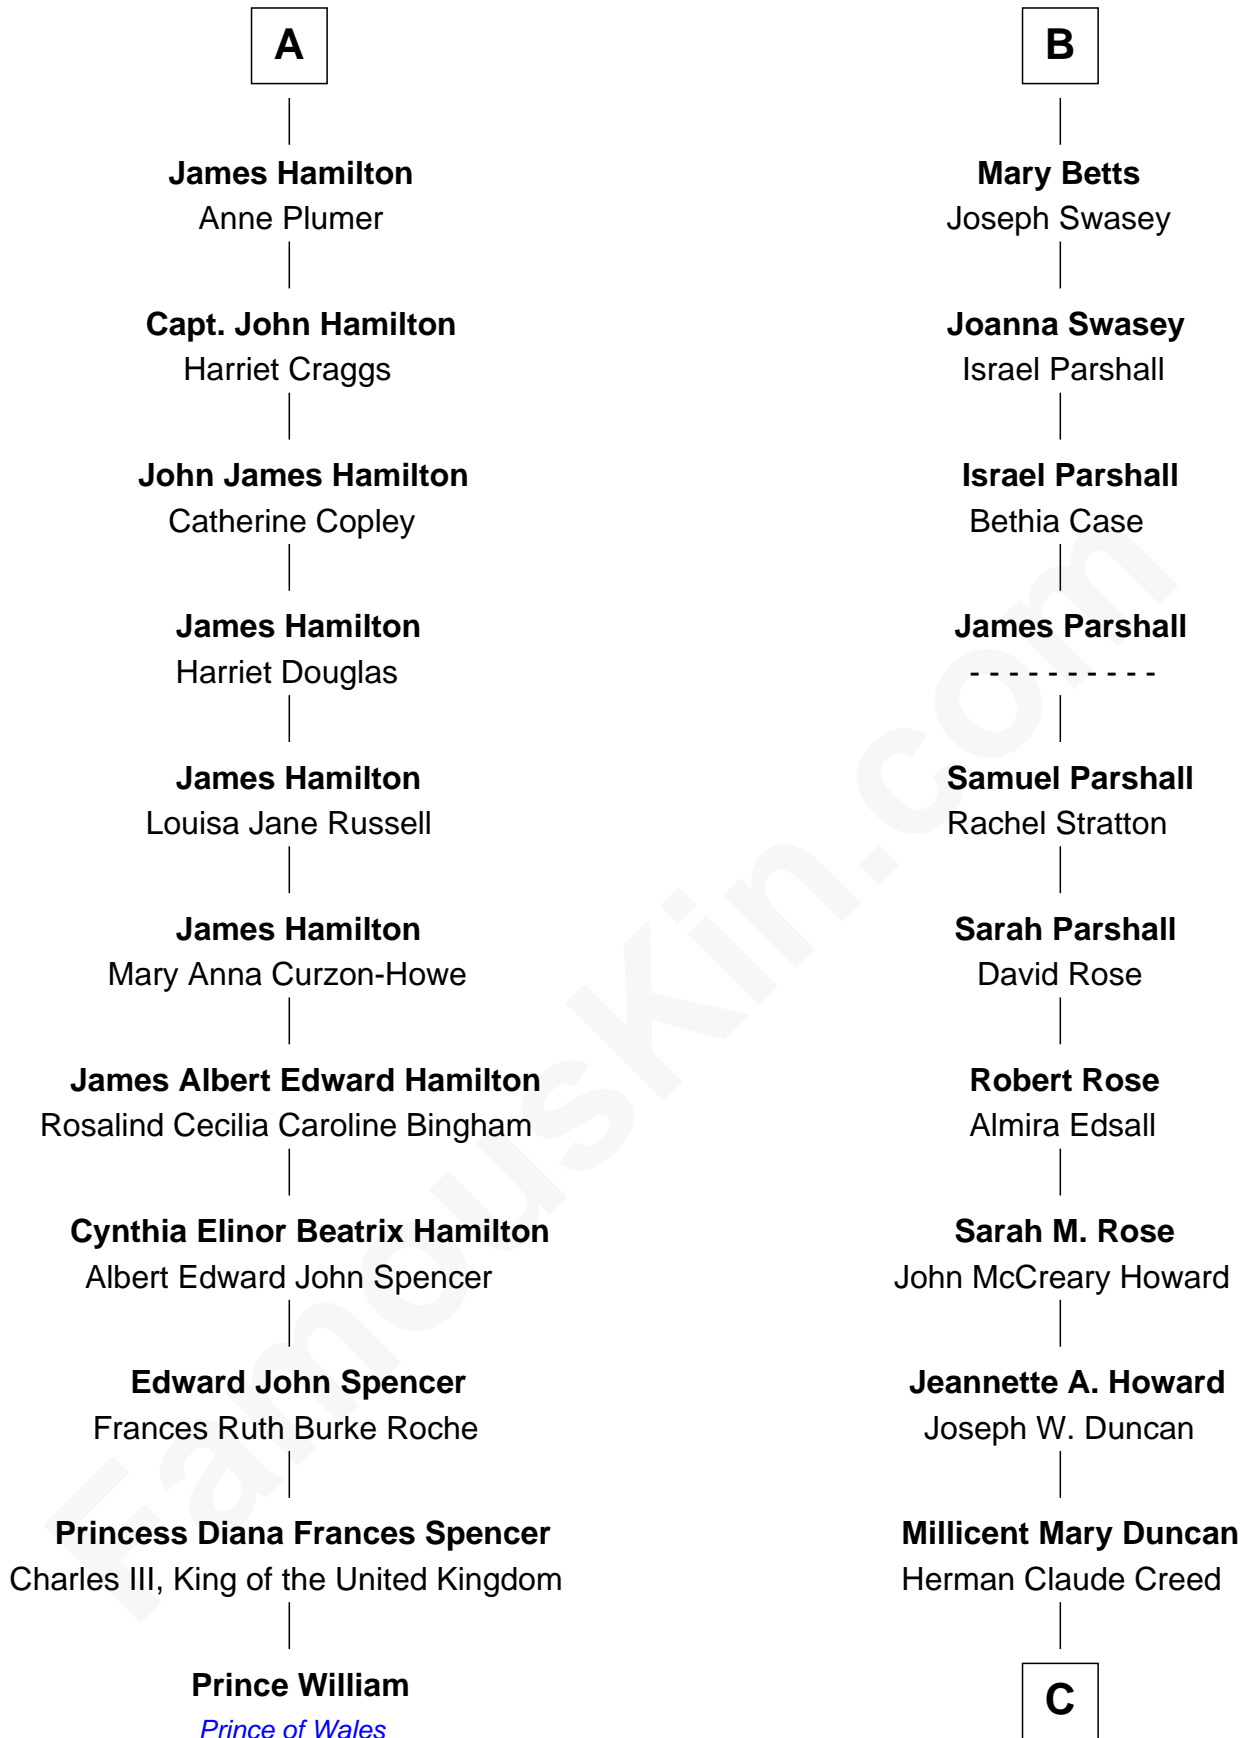 A
James Hamilton
Anne Plumer
Capt. John Hamilton
Harriet Craggs
John James Hamilton
Catherine Copley
James Hamilton
Harriet Douglas
James Hamilton
Louisa Jane Russell
James Hamilton
Mary Anna Curzon-Howe
James Albert Edward Hamilton
Rosalind Cecilia Caroline Bingham
Cynthia Elinor Beatrix Hamilton
Albert Edward John Spencer
Edward John Spencer
Frances Ruth Burke Roche
Princess Diana Frances Spencer
Charles III, King of the United Kingdom
Prince William
Prince of Wales
B
Mary Betts
Joseph Swasey
Joanna Swasey
Israel Parshall
Israel Parshall
Bethia Case
James Parshall
- - - - - - - - - -
Samuel Parshall
Rachel Stratton
Sarah Parshall
David Rose
Robert Rose
Almira Edsall
Sarah M. Rose
John McCreary Howard
Jeannette A. Howard
Joseph W. Duncan
Millicent Mary Duncan
Herman Claude Creed
C
FamousKin.com